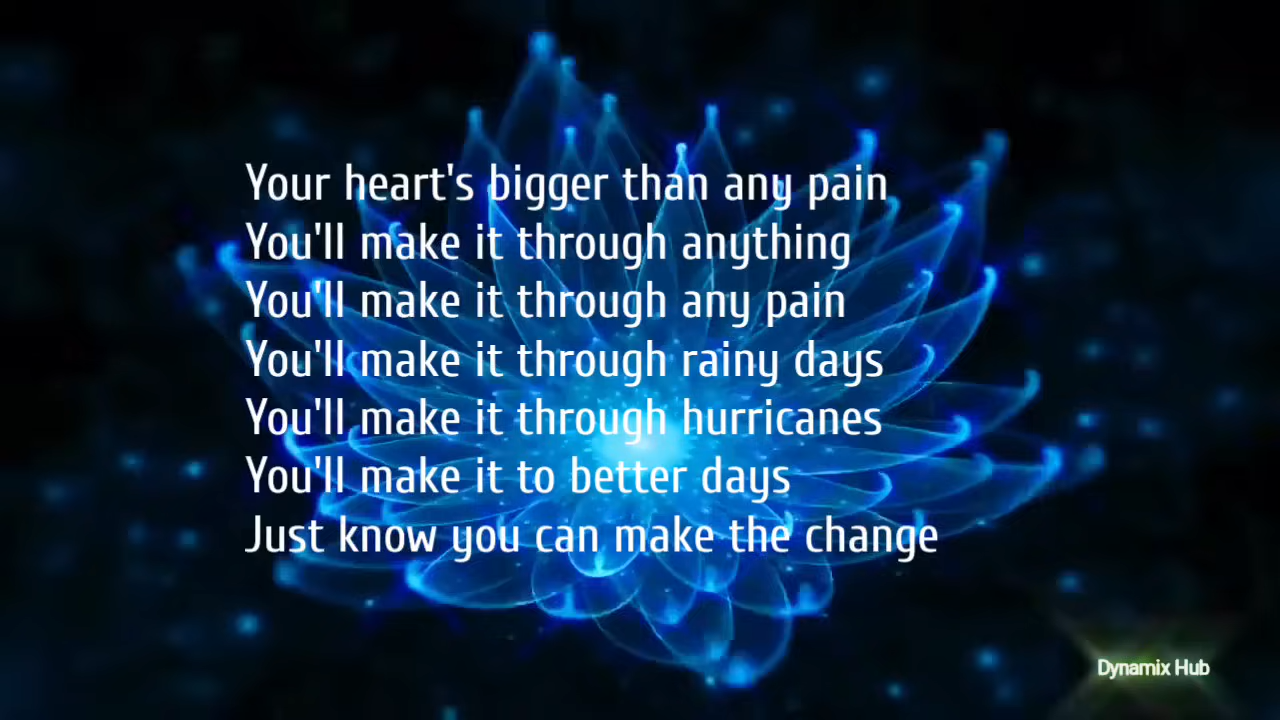 Your heart's bigger than any pain
You'll make it through anything
You'll make it through any pain
You'll make it through rainy days
You'll make it through hurricanes
You'll make it to better days
Just know you can make the change
Dynamix Hub